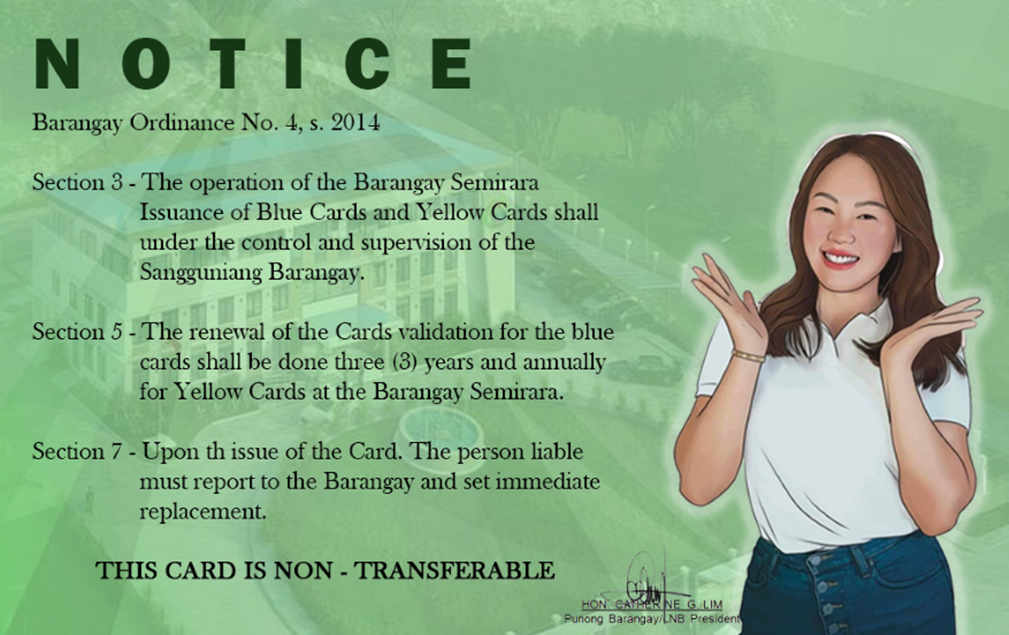 NOTICE
Barangay Ordinance No. 4, s. 2014
Section 3 - The operation of the Barangay Semirara
Issuance of Blue Cards and Yellow Cards shall
under the control and supervision of the
Sangguniang Barangay.
Section 5 - The renewal of the Cards validation for the blue
cards shall be done three (3) years and annually
for Yellow Cards at the Barangay Semirara.
Section 7 - Upon th issue of the Card. The person liable
must report to the Barangay and set immediate
replacement.
THIS CARD IS NON - TRANSFERABLE
HON. CATHERINE G. LIM
Punong Barangay/LNB President